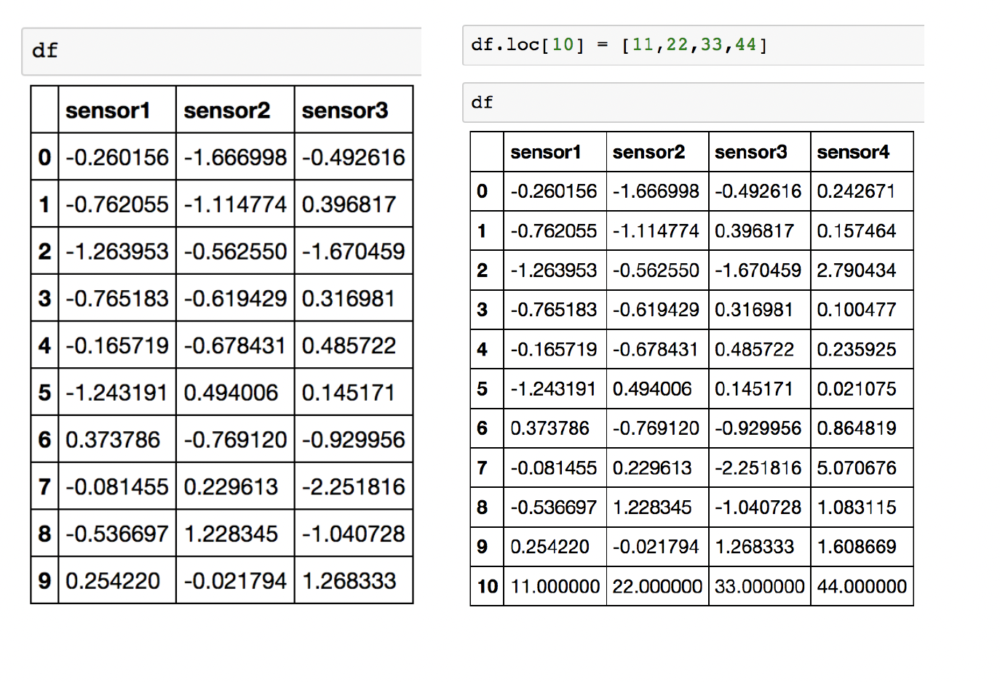 df
sensor1 sensor2 sensor3
0 -0.260156 -1.666998 -0.492616
1 -0.762055 -1.114774 0.396817
2 -1.263953 -0.562550 -1.670459
3 -0.765183 -0.619429 0.316981
4 -0.165719 -0.678431 0.485722
5 -1.243191 0.494006 0.145171
6 0.373786 -0.769120 -0.929956
7 -0.081455 0.229613 -2.251816
8 -0.536697 1.228345 -1.040728
9 0.254220 -0.021794 1.268333
df.loc[10] = [11,22,33,44]
df
sensor1 sensor2 sensor3 sensor4
0 -0.260156 -1.666998 -0.492616 0.242671
1 -0.762055 -1.114774 0.396817 0.157464
2 -1.263953 -0.562550 -1.670459 2.790434
3 -0.765183 -0.619429 0.316981 0.100477
4 -0.165719 -0.678431 0.485722 0.235925
5 -1.243191 0.494006 0.145171 0.021075
6 0.373786 -0.769120 -0.929956 0.864819
7 -0.081455 0.229613 -2.251816 5.070676
8 -0.536697 1.228345 -1.040728 1.083115
9 0.254220 -0.021794 1.268333 1.608669
10 11.000000 22.000000 33.000000 44.000000